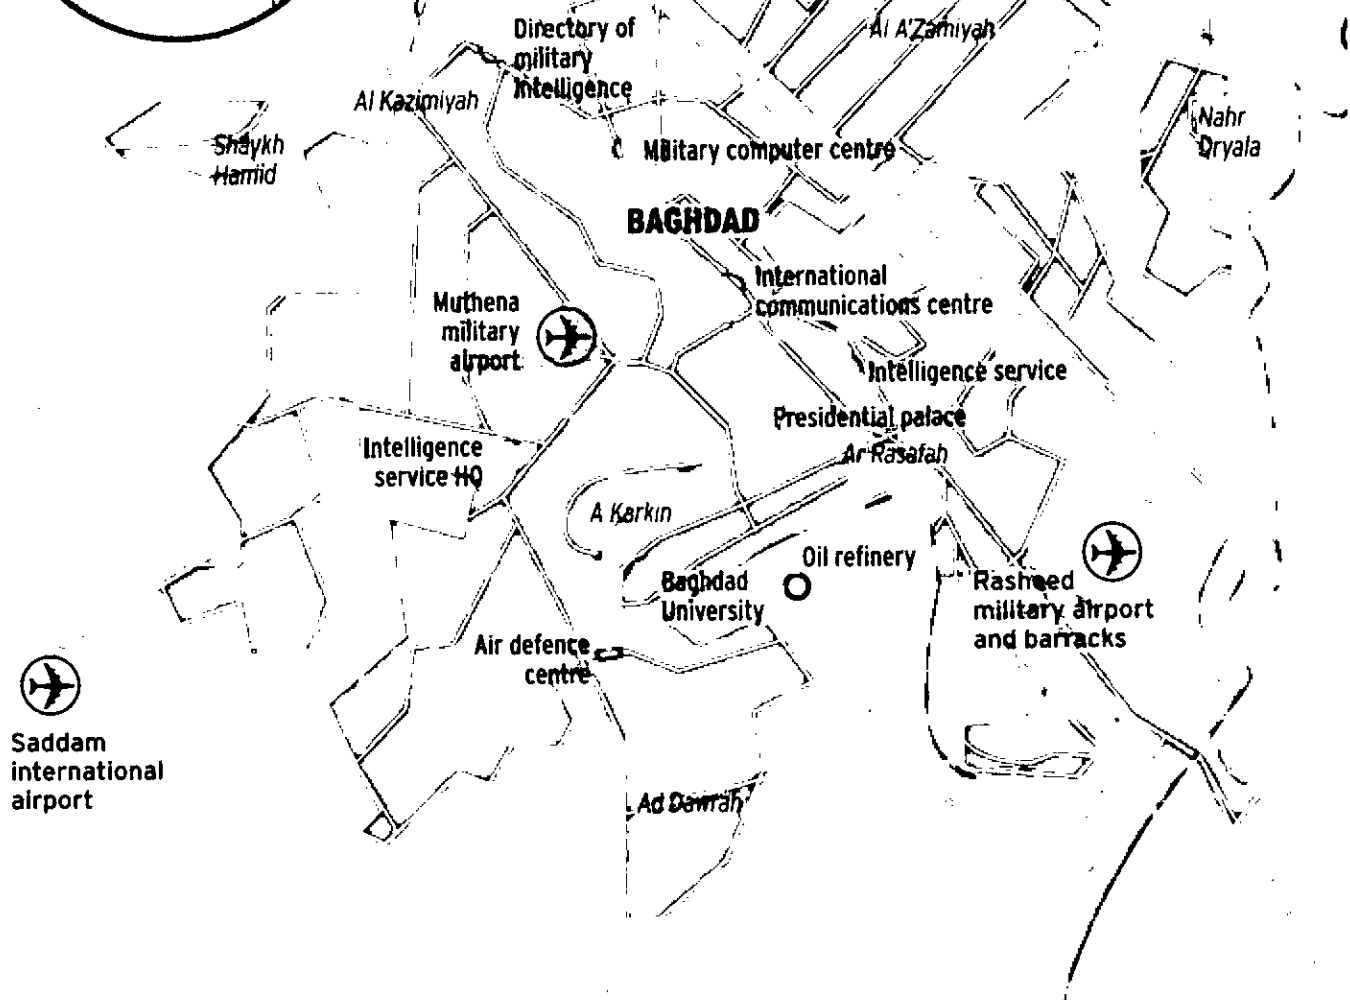 Directory of
military
intelligence
Al A'Zamiyah
Al Kazimiyah
Shaykh
Hamid
Nahr
Dryala
Military computer centre
BAGHDAD
International
communications centre
Muthena
military
airport
Intelligence service
Presidential palace
Ar Rasafah
Intelligence
service HQ
A Karkin
Oil refinery
Baghdad
University
Rasheed
military airport
and barracks
Air defence
centre
Saddam
international
airport
Ad Dawrah